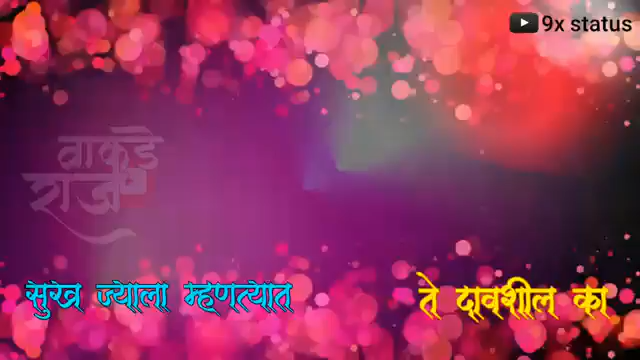 9x status
वाकडे
राज
सुख ज्याला म्हणत्यात ते दावशील का